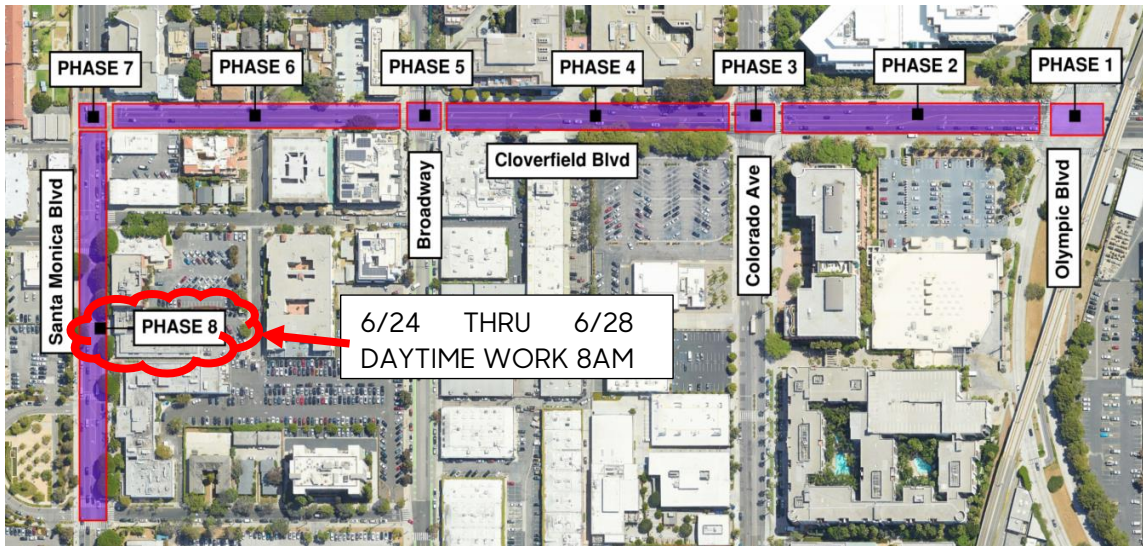 PHASE 7
PHASE 6
PHASE 5
PHASE 4
PHASE 3
PHASE 2
PHASE 1
Cloverfield Blvd
Santa Monica Blvd
Broadway
Colorado Ave
Olympic Blvd
PHASE 8
6/24 THRU 6/28
DAYTIME WORK 8AM